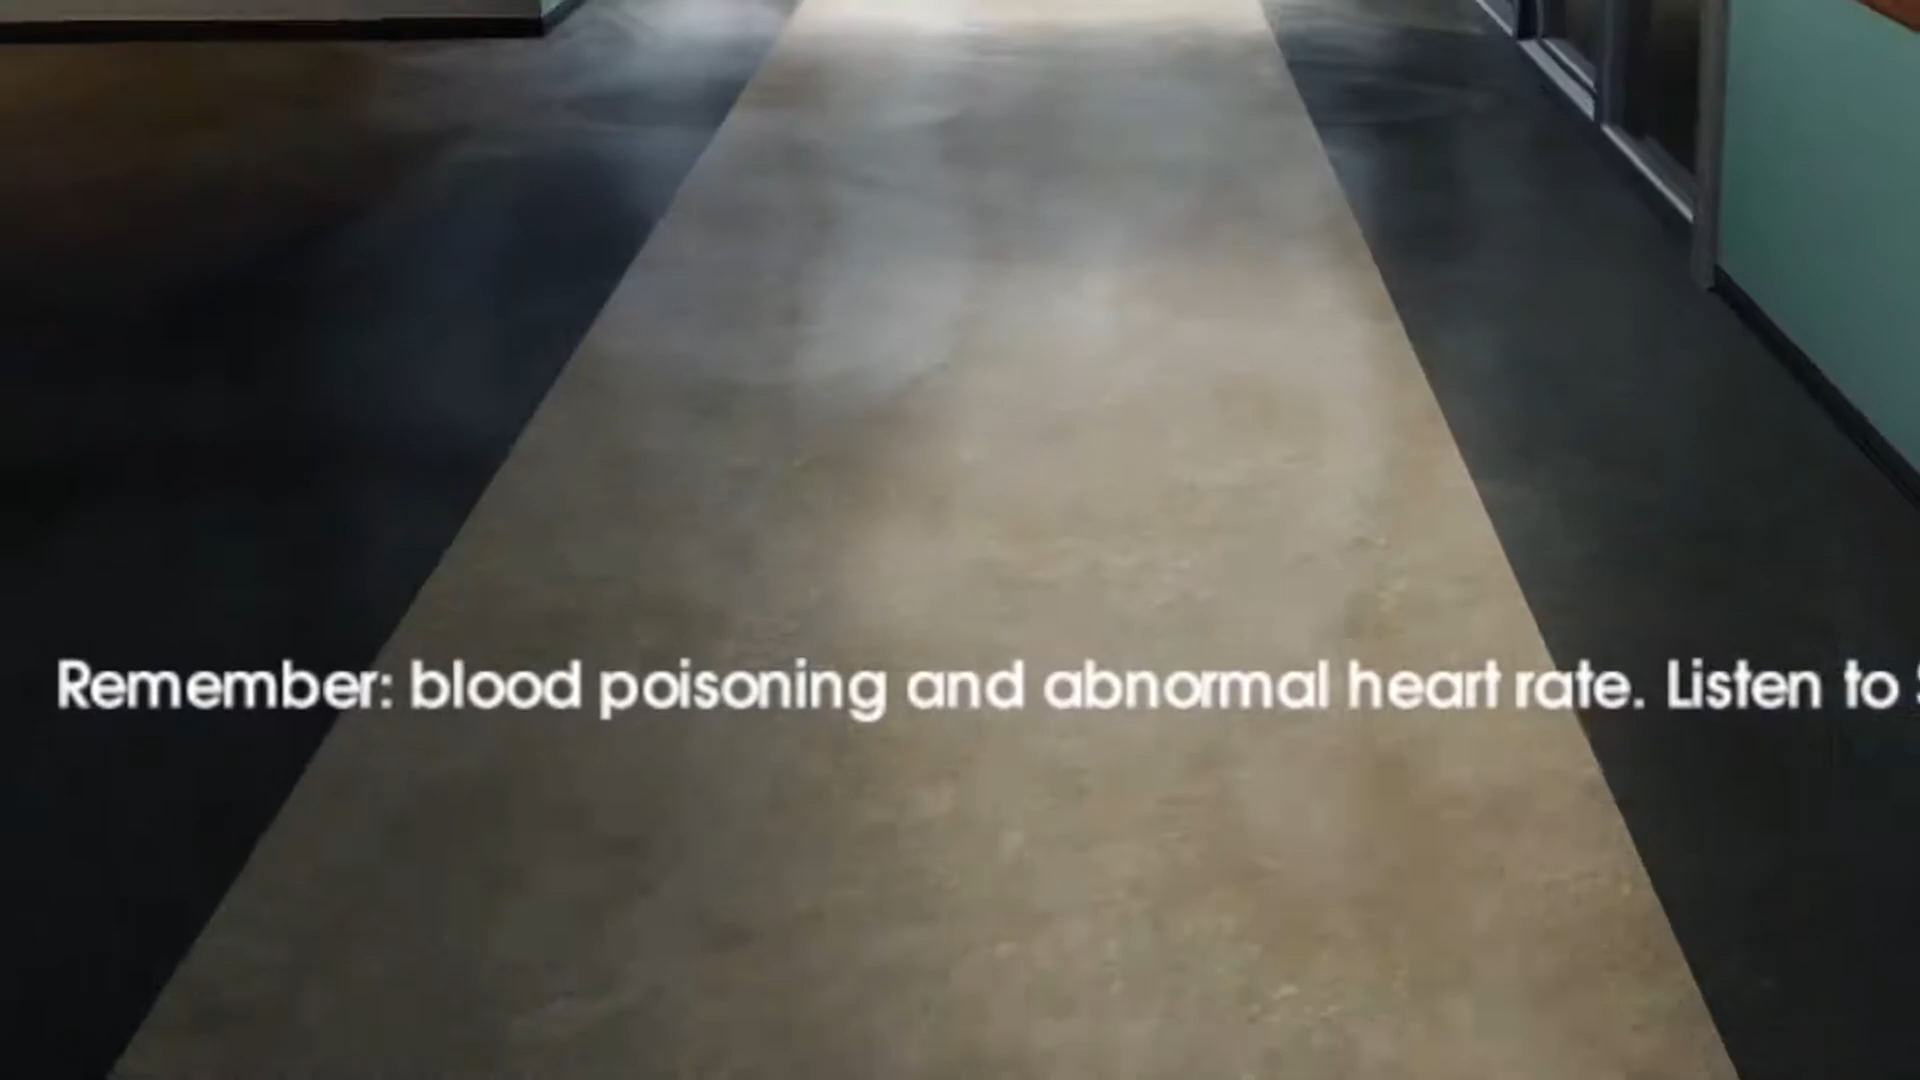 Remember: blood poisoning and abnormal heart rate. Listen to